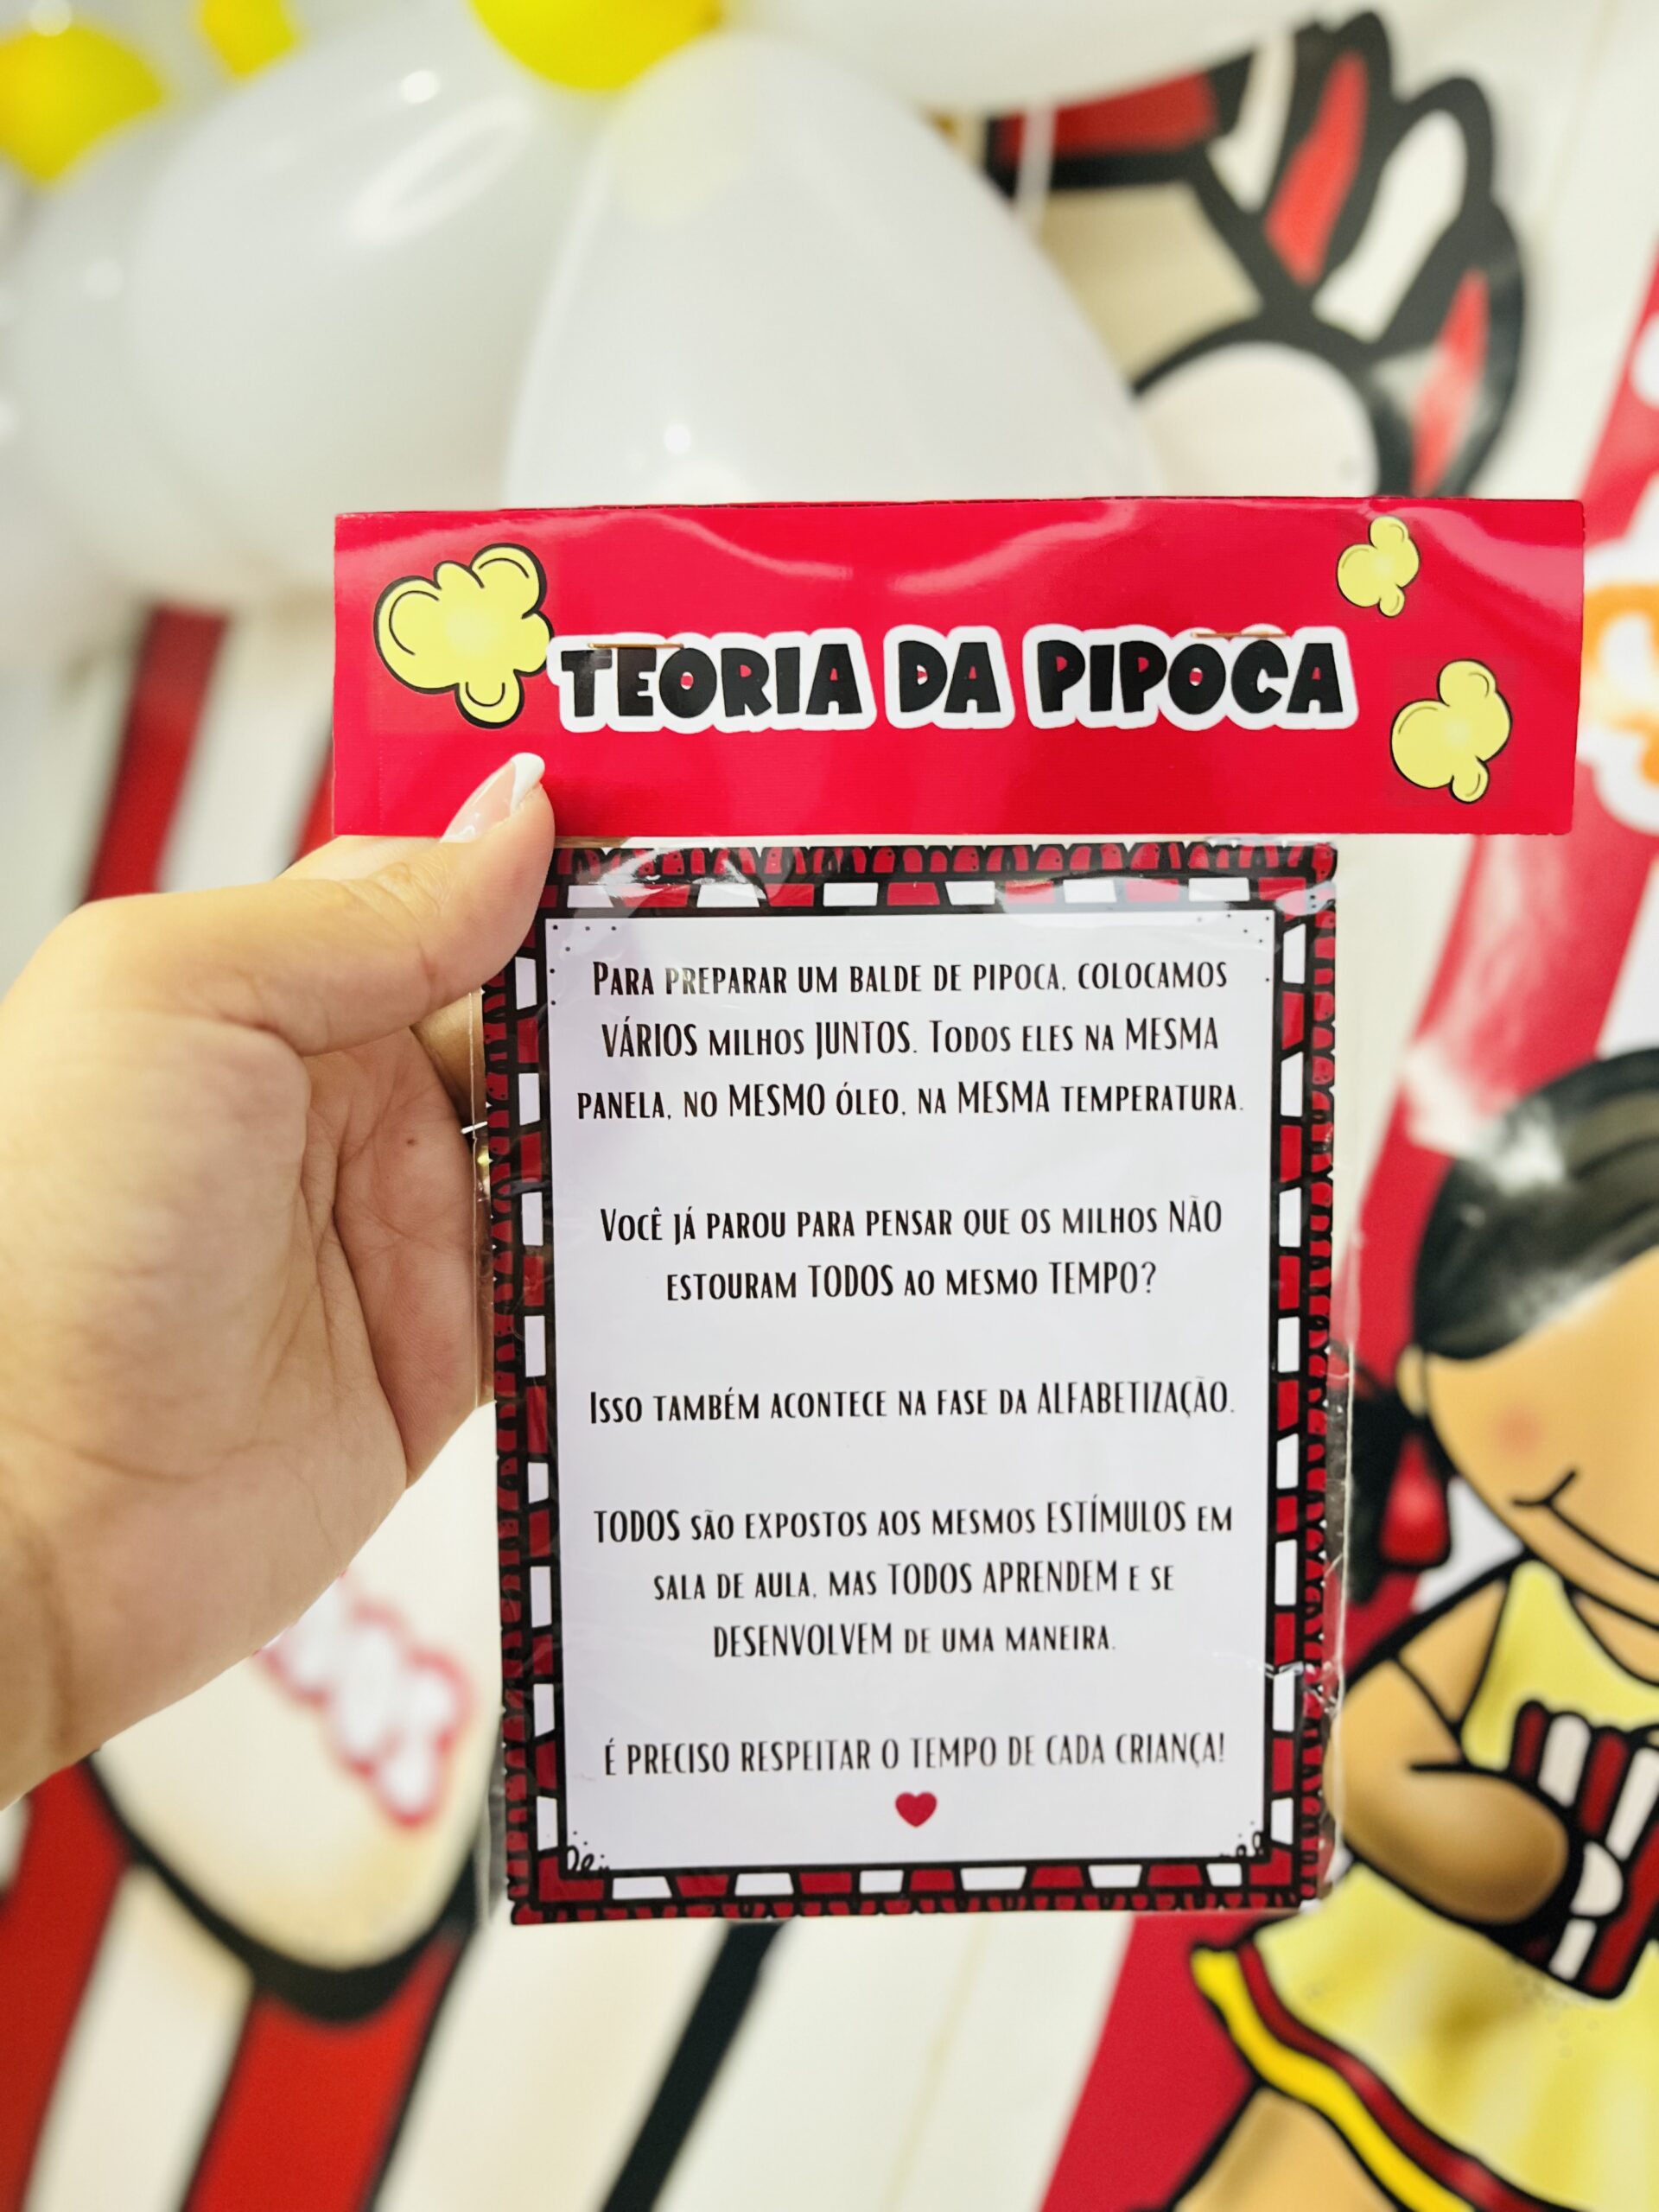 TEORIA DA PIPOCA
PARA PREPARAR UM BALDE DE PIPOCA, COLOCAMOS
VÁRIOS MILHOS JUNTOS. TODOS ELES NA MESMA
PANELA, NO MESMO ÓLEO, NA MESMA TEMPERATURA.
VOCÊ JÁ PAROU PARA PENSAR QUE OS MILHOS NÃO
ESTOURAM TODOS AO MESMO TEMPO?
ISSO TAMBÉM ACONTECE NA FASE DA ALFABETIZAÇÃO.
TODOS SÃO EXPOSTOS AOS MESMOS ESTÍMULOS EM
SALA DE AULA, MAS TODOS APRENDEM E SE
DESENVOLVEM DE UMA MANEIRA.
É PRECISO RESPEITAR O TEMPO DE CADA CRIANÇA!